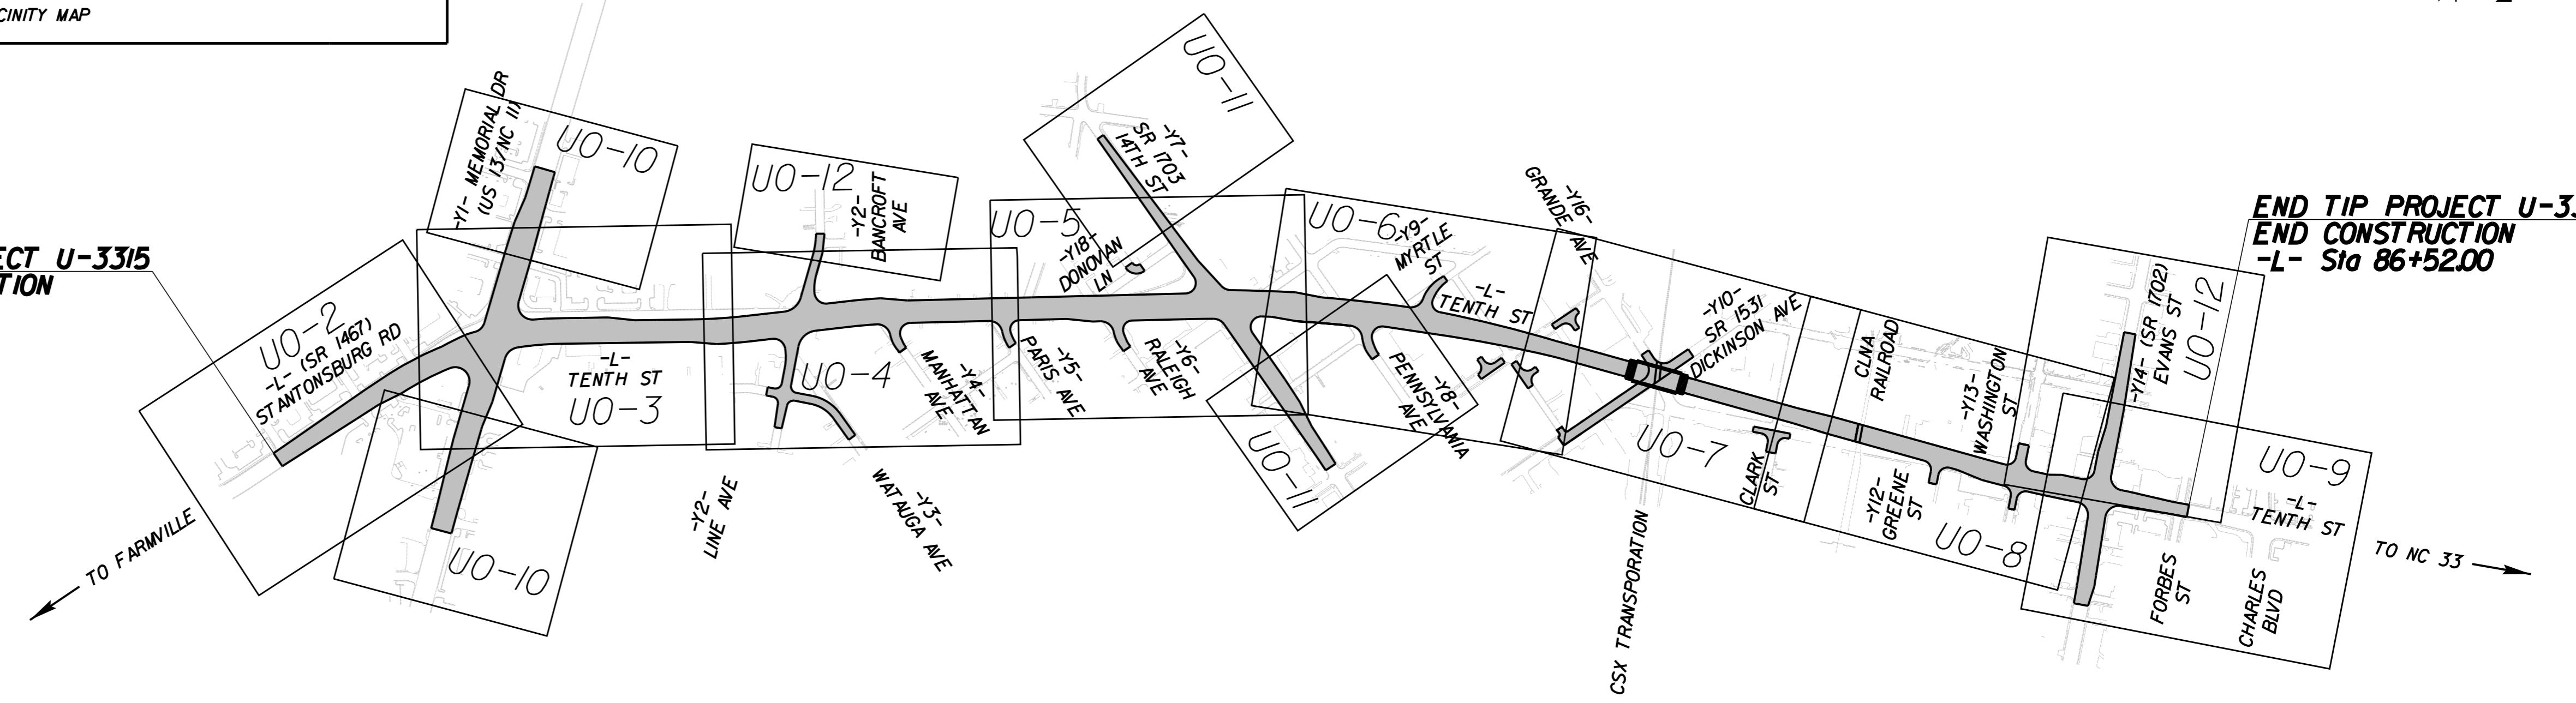 CINITY MAP
ECT U-3315
TION
UO-2
-L- (SR 1467)
STANTONSBURG RD
TO FARMVILLE
-Y1- MEMORIAL DR
(US 13/NC 11)
UO-10
UO-10
-L-
TENTH ST
UO-3
UO-12
-Y2-
BANCROFT
AVE
UO-4
-Y2-
LINE AVE
-Y3-
WATAUGA AVE
-Y4-
MANHATTAN
AVE
UO-5
-Y18-
DONOVAN
LN
-Y5-
PARIS AVE
-Y6-
RALEIGH
AVE
UO-11
-Y7-
SR 1703
14TH ST
UO-11
UO-6
-Y9-
MYRTLE
ST
-L-
TENTH ST
-Y8-
PENNSYLVANIA
AVE
-Y16-
GRANDE AVE
-Y10-
SR 1531
DICKINSON AVE
UO-7
CSX TRANSPORATION
CLARK
ST
CLNA
RAILROAD
-Y12-
GREENE
ST
-Y13-
WASHINGTON
ST
UO-8
-Y14- (SR 1702)
EVANS ST
UO-12
UO-9
-L-
TENTH ST
FORBES
ST
CHARLES
BLVD
TO NC 33
END TIP PROJECT U-33
END CONSTRUCTION
-L- Sta 86+52.00